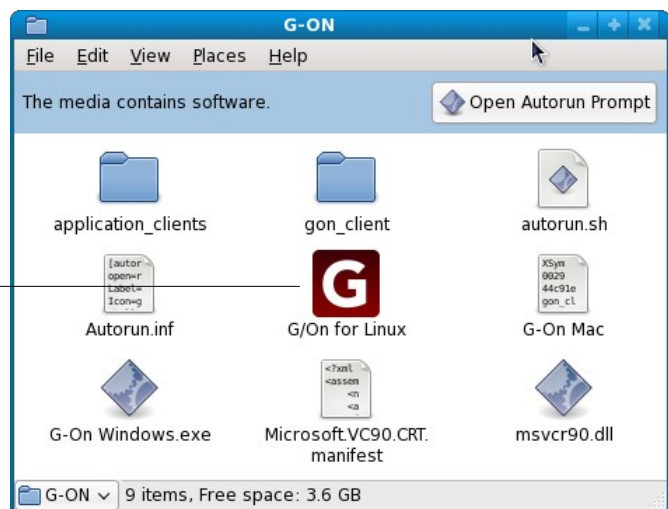 G-ON
File Edit View Places Help
The media contains software.
Open Autorun Prompt
application_clients
gon_client
autorun.sh
[autor
open=r
Label=
Icon=g
Autorun.inf
G
G/On for Linux
XSym
0029
44c91e
gon_cl
G-On Mac
G-On Windows.exe
<?xml
<assem
<n
<a
Microsoft.VC90.CRT.
manifest
msvcr90.dll
G-ON 9 items, Free space: 3.6 GB